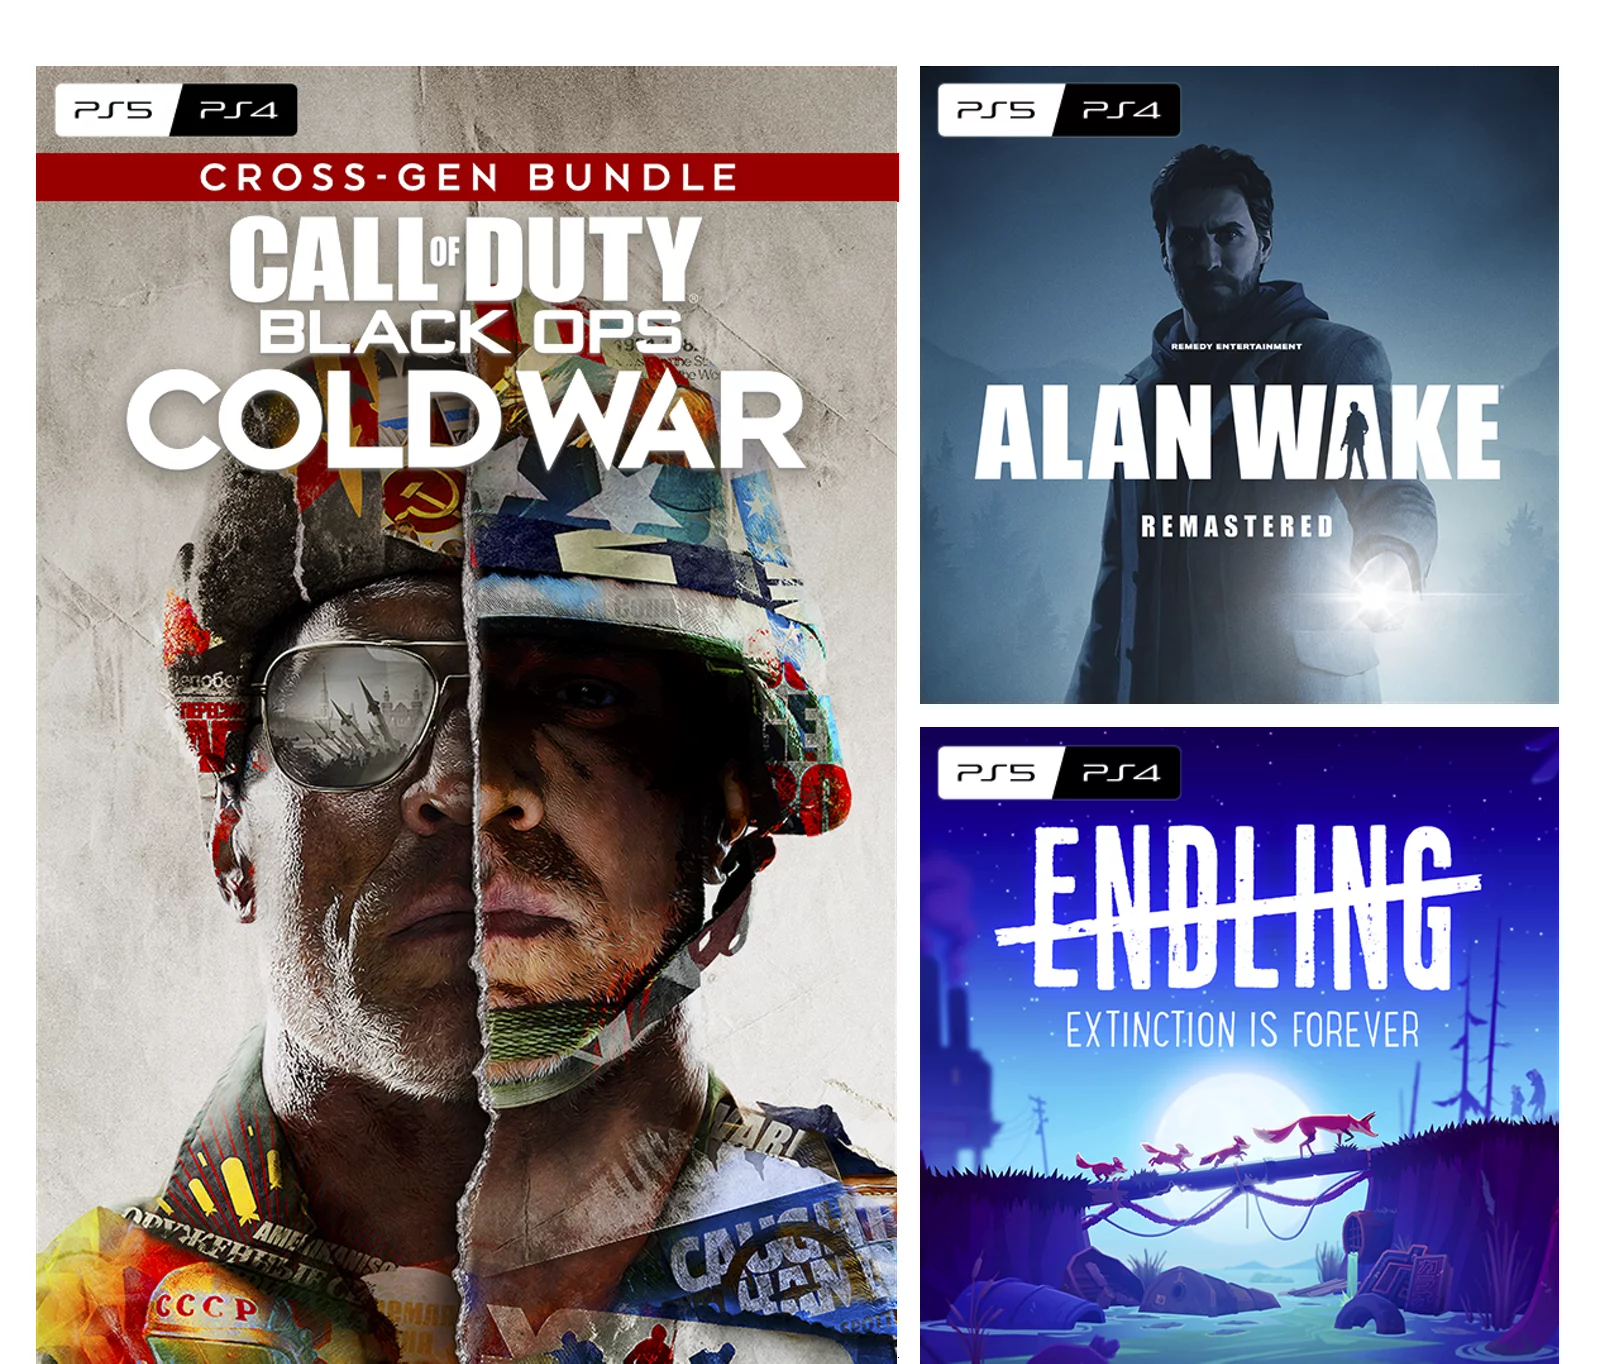 PS5 PS4
CROSS-GEN BUNDLE
CALL OF DUTY®
BLACK OPS
COLD WAR
CCCP
PS5 PS4
REMEDY ENTERTAINMENT
ALAN WAKE
REMASTERED
PS5 PS4
ENDLING
EXTINCTION IS FOREVER